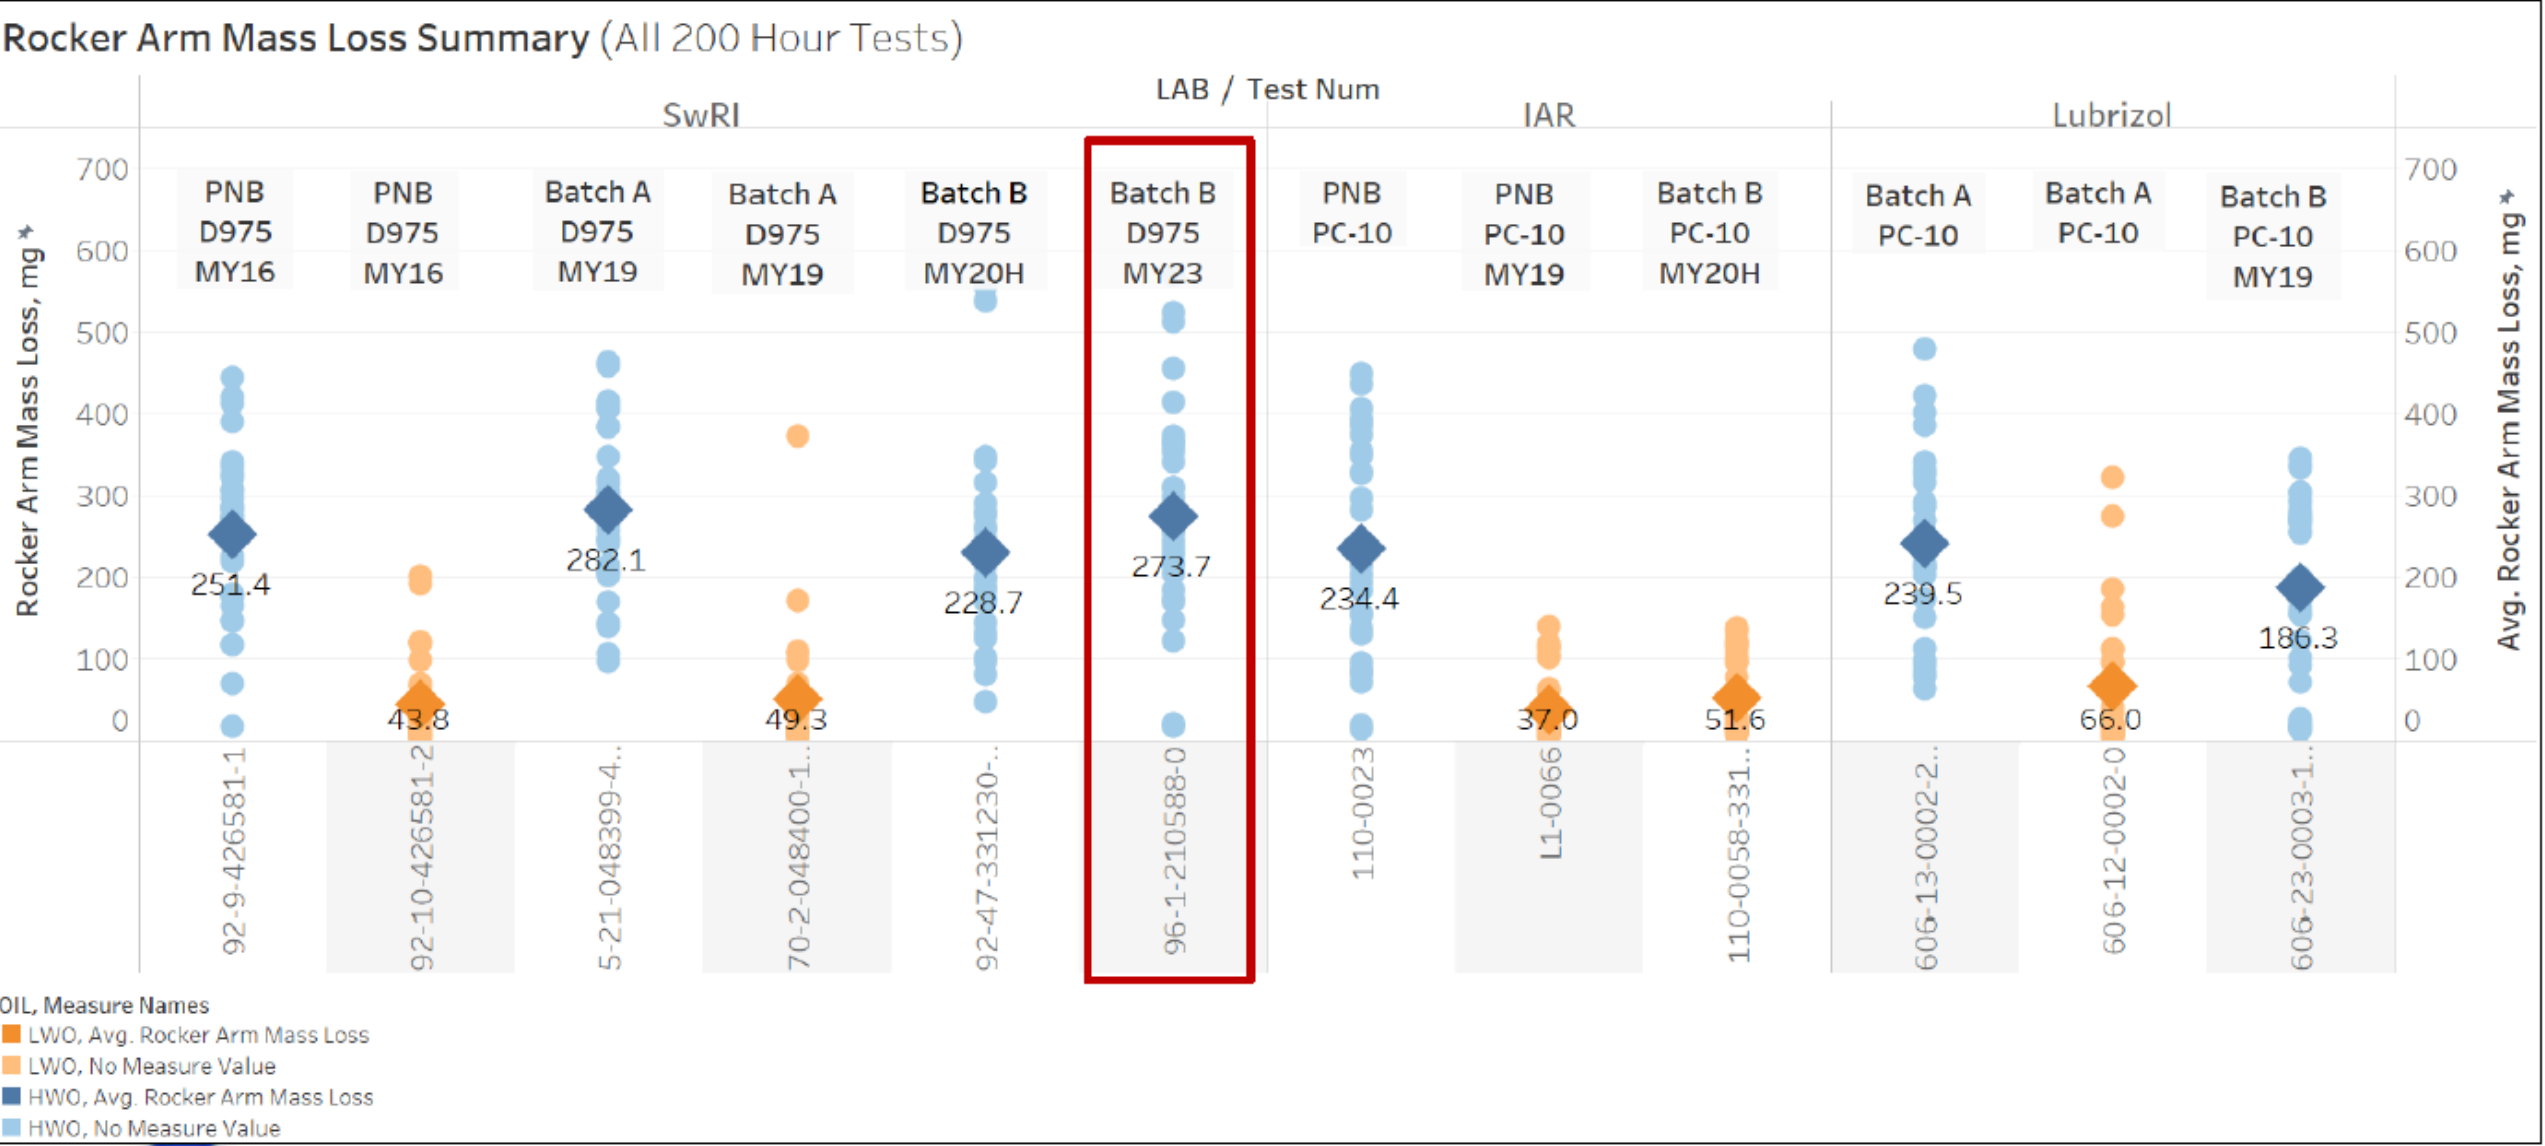 Rocker Arm Mass Loss Summary (All 200 Hour Tests)
LAB / Test Num
SwRI
IAR
Lubrizol
Rocker Arm Mass Loss, mg
700
600
500
400
300
200
100
0
PNB
D975
MY16
PNB
D975
MY16
Batch A
D975
MY19
Batch A
D975
MY19
Batch B
D975
MY20H
Batch B
D975
MY23
PNB
PC-10
PNB
PC-10
MY19
Batch B
PC-10
MY20H
Batch A
PC-10
Batch A
PC-10
Batch B
PC-10
MY19
251.4
43.8
282.1
49.3
228.7
273.7
234.4
37.0
51.6
239.5
66.0
186.3
700
600
500
400
300
200
100
0
Avg. Rocker Arm Mass Loss, mg
92-9-426581-1
92-10-426581-2
5-21-048399-4..
70-2-048400-1..
92-47-331230-..
96-1-210588-0
110-0023
L1-0066
110-0058-331..
606-13-0002-2..
606-12-0002-0
606-23-0003-1..
OIL, Measure Names
LWO, Avg. Rocker Arm Mass Loss
LWO, No Measure Value
HWO, Avg. Rocker Arm Mass Loss
HWO, No Measure Value